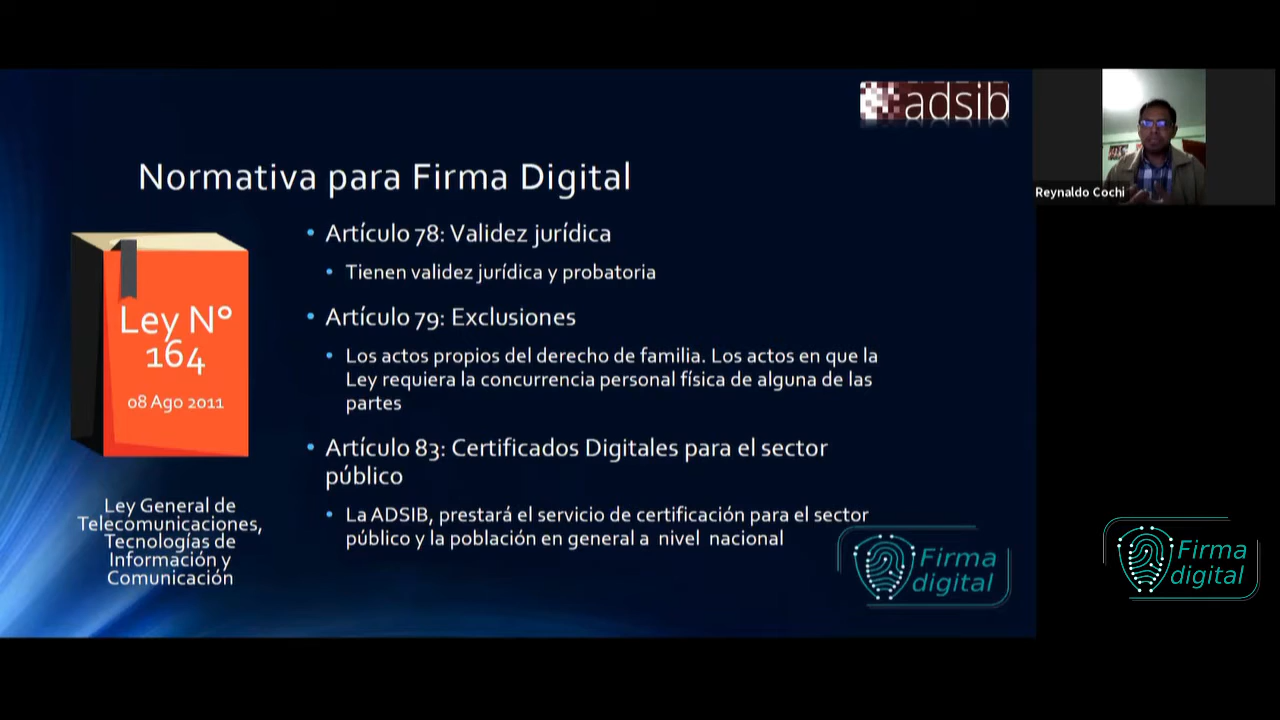 adsib
Normativa para Firma Digital
Ley Nº
164
08 Ago 2011
Ley General de
Telecomunicaciones,
Tecnologías de
Información y
Comunicación
• Artículo 78: Validez jurídica
• Tienen validez jurídica y probatoria
• Artículo 79: Exclusiones
• Los actos propios del derecho de familia. Los actos en que la
Ley requiera la concurrencia personal física de alguna de las
partes
• Artículo 83: Certificados Digitales para el sector
público
• La ADSIB, prestará el servicio de certificación para el sector
público y la población en general a nivel nacional
Firma
digital
Reynaldo Cochi
Firma
digital